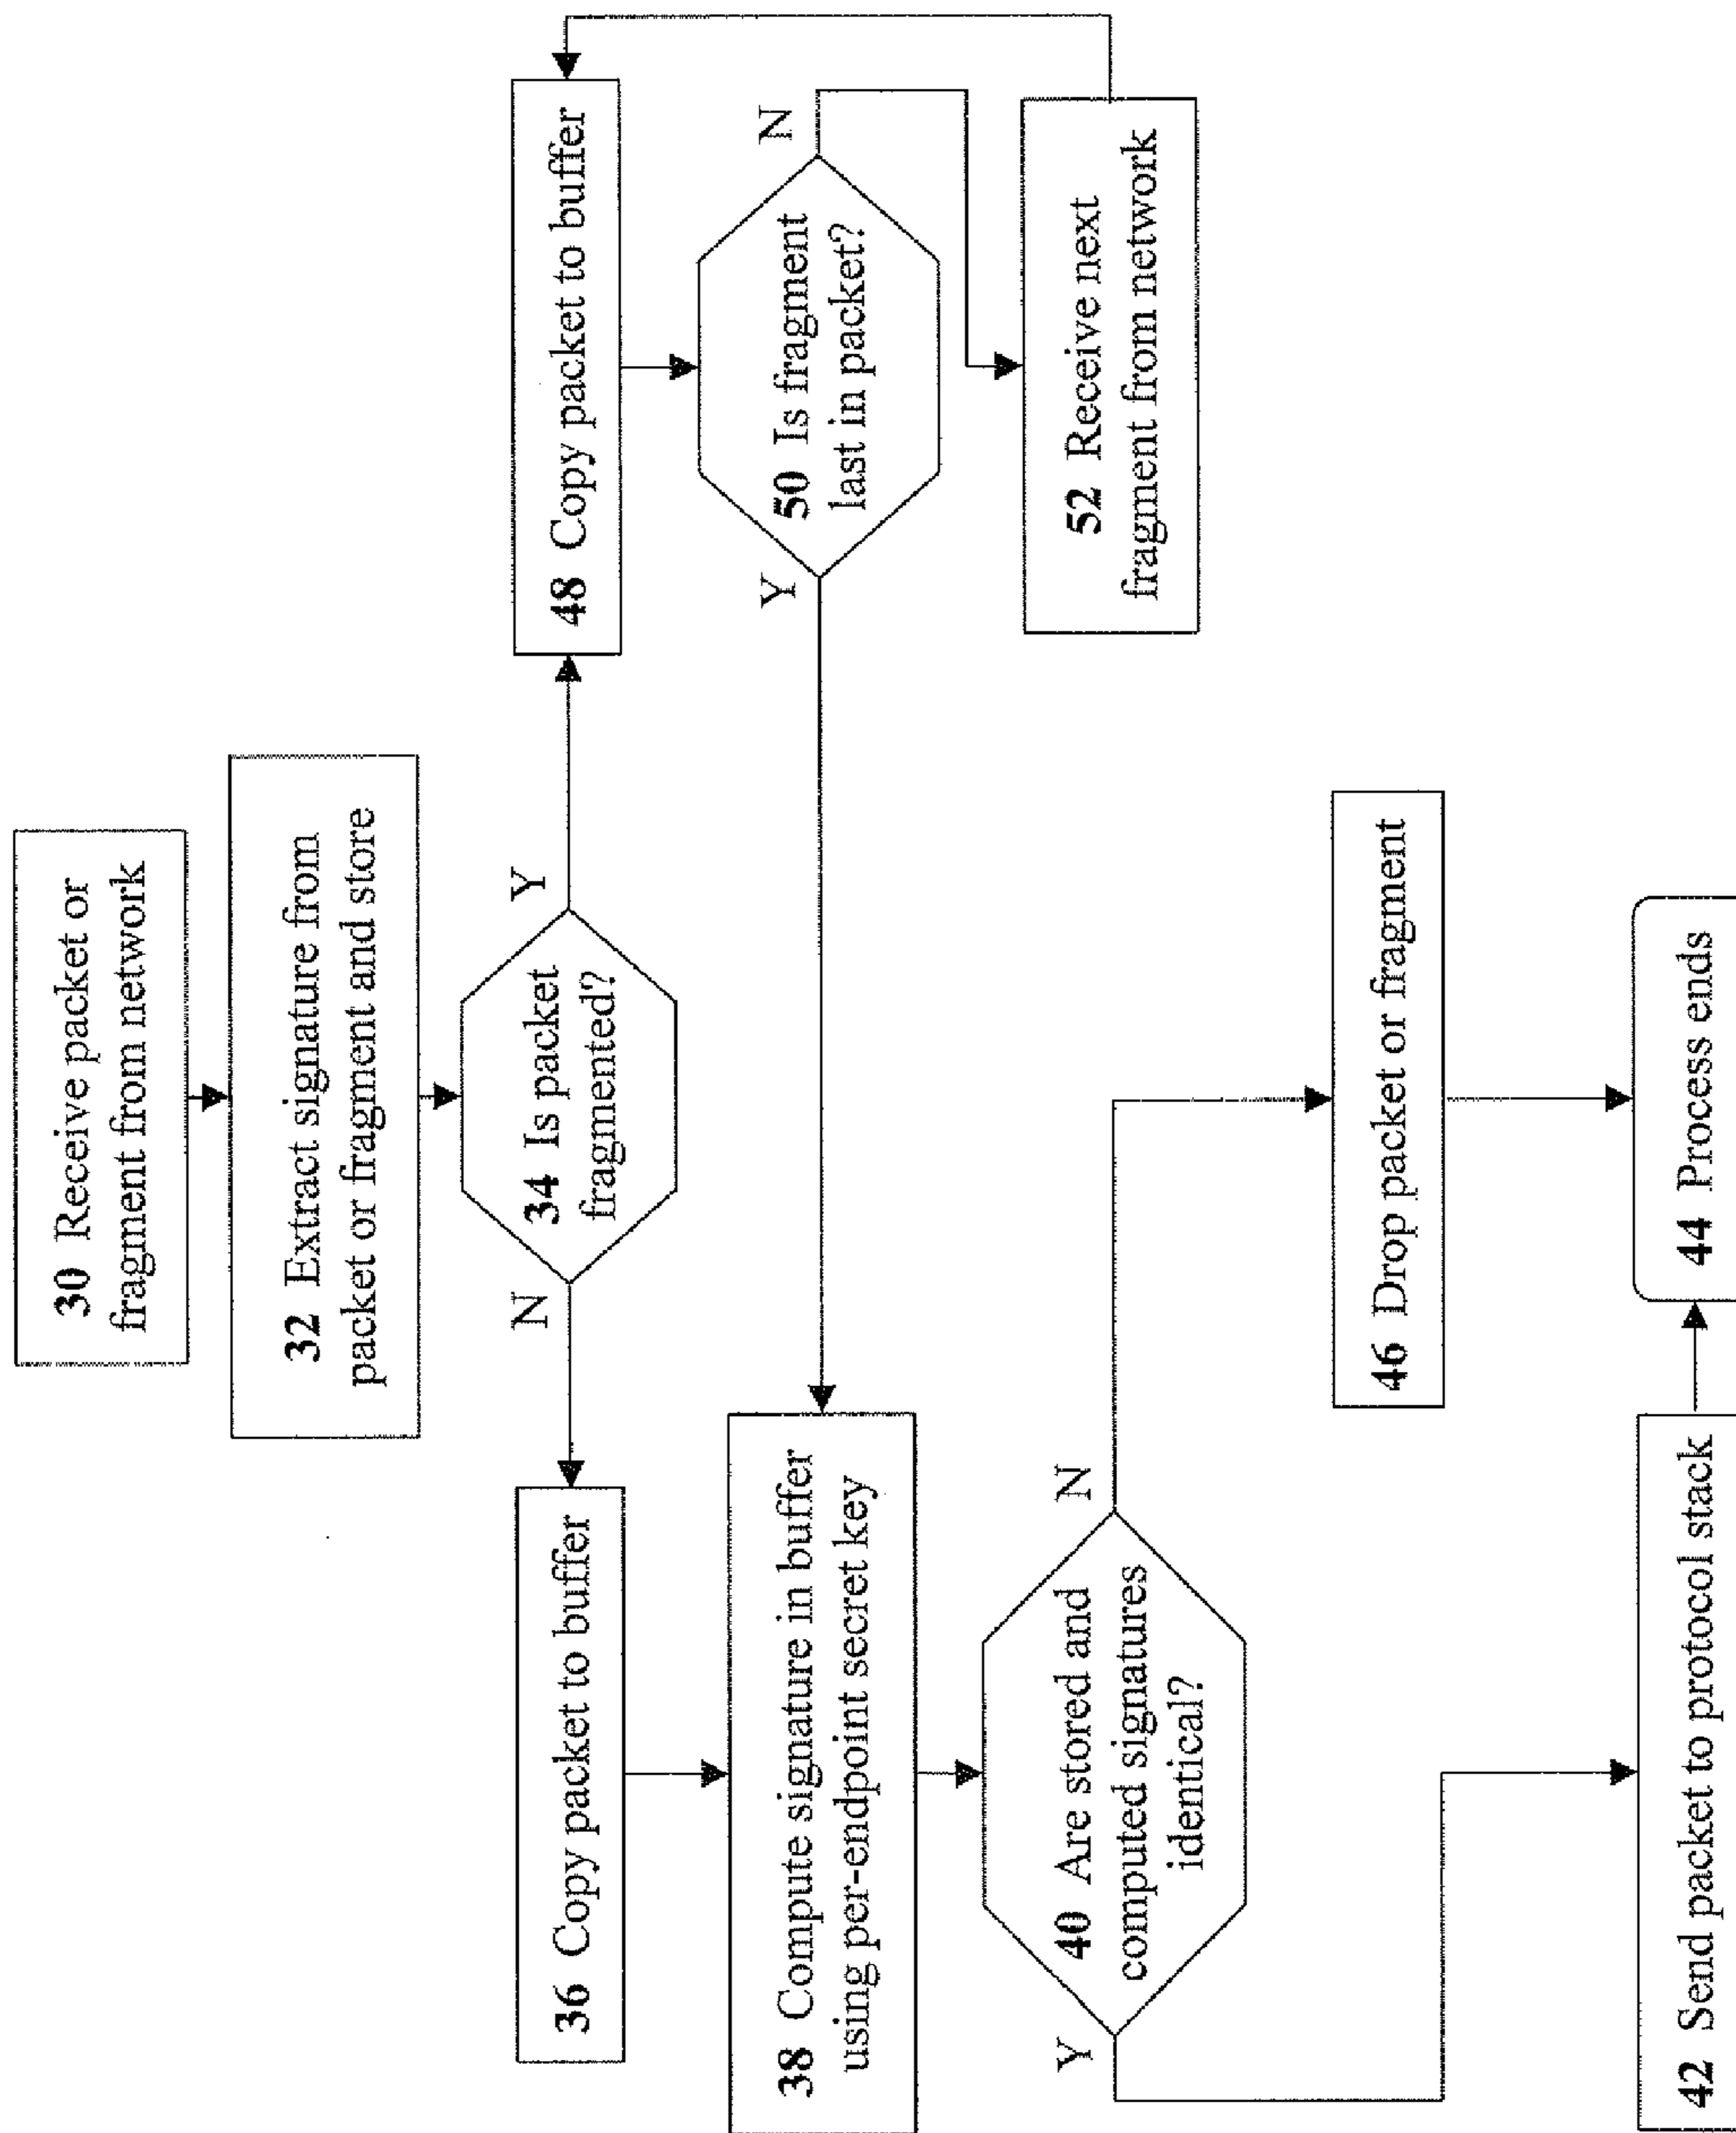 30 Receive packet or
fragment from network
32 Extract signature from
packet or fragment and store
34 Is packet
fragmented?
N
Y
36 Copy packet to buffer
48 Copy packet to buffer
38 Compute signature in buffer
using per-endpoint secret key
50 Is fragment
last in packet?
Y
N
40 Are stored and
computed signatures
identical?
Y
N
52 Receive next
fragment from network
46 Drop packet or fragment
42 Send packet to protocol stack
44 Process ends